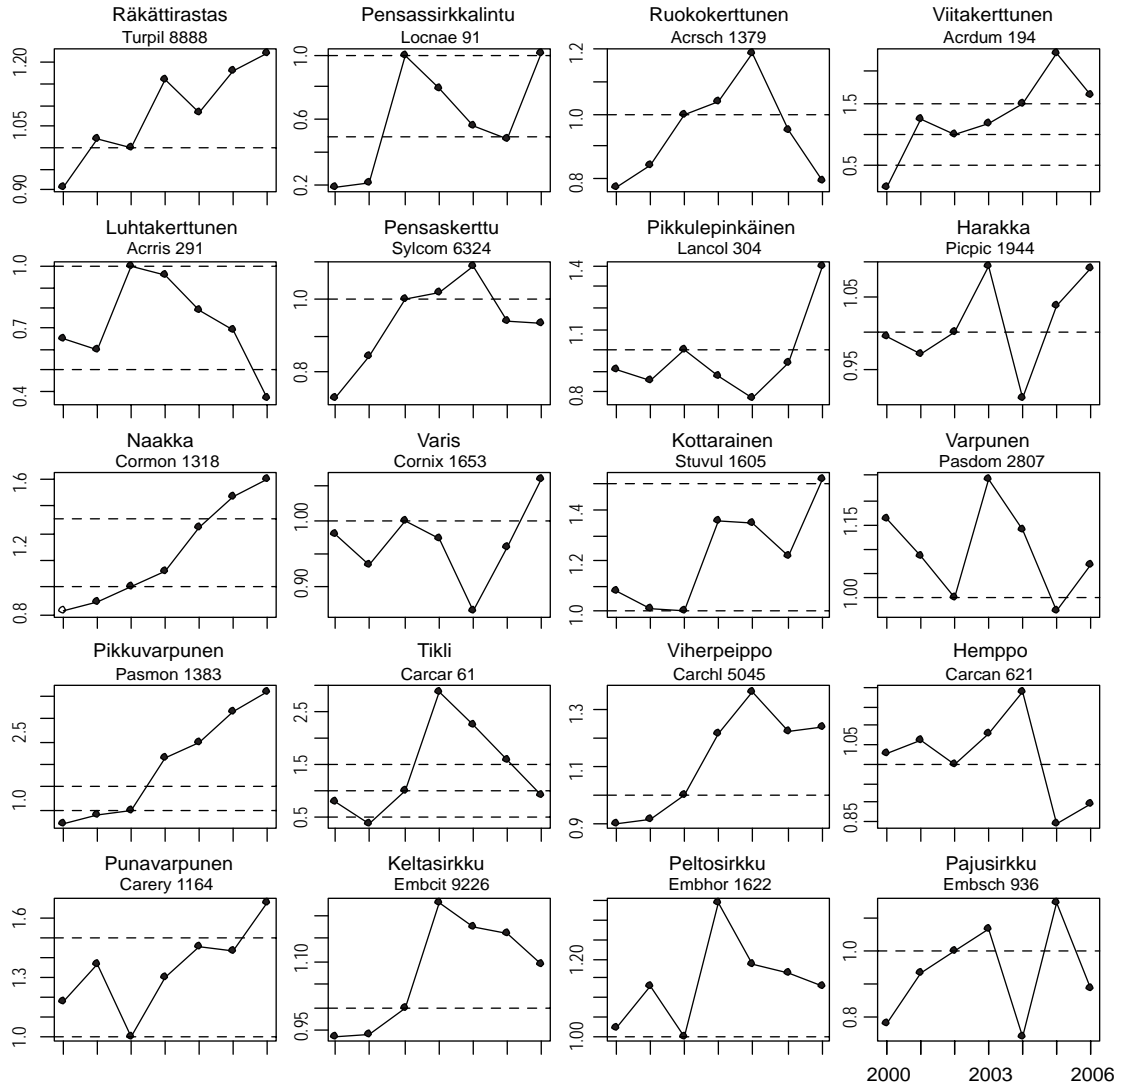 Räkättirastas
Turpil 8888
0.90 1.05 1.20
Pensassirkkalintu
Locnae 91
0.2 0.6 1.0
Ruokokerttunen
Acrsch 1379
0.8 1.0 1.2
Viitakerttunen
Acrdum 194
0.5 1.5
Luhtakerttunen
Acrris 291
0.4 0.7 1.0
Pensaskerttu
Sylcom 6324
0.8 1.0
Pikkulepinkäinen
Lancol 304
0.8 1.1 1.4
Harakka
Picpic 1944
0.95 1.05
Naakka
Cormon 1318
0.8 1.2 1.6
Varis
Cornix 1653
0.90 1.00
Kottarainen
Stuvul 1605
1.0 1.2 1.4
Varpunen
Pasdom 2807
1.00 1.15
Pikkuvarpunen
Pasmon 1383
1.0 2.5
Tikli
Carcar 61
0.5 1.5 2.5
Viherpeippo
Carchl 5045
0.9 1.1 1.3
Hemppo
Carcan 621
0.85 1.05
Punavarpunen
Carery 1164
1.0 1.3 1.6
Keltasirkku
Embcit 9226
0.95 1.10
Peltosirkku
Embhor 1622
1.00 1.20
Pajusirkku
Embsch 936
0.8 1.0
2000 2003 2006